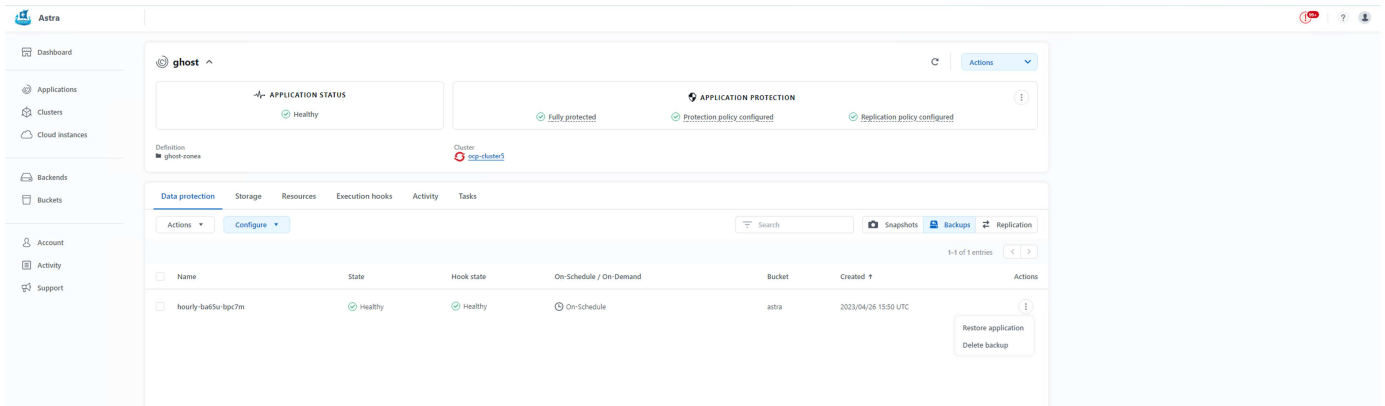 Astra
99+
?
Dashboard
Applications
Clusters
Cloud instances
Backends
Buckets
Account
Activity
Support
ghost
Actions
APPLICATION STATUS
Healthy
APPLICATION PROTECTION
Fully protected
Protection policy configured
Replication policy configured
Definition
ghost-zonea
Cluster
ocp-cluster5
Data protection Storage Resources Execution hooks Activity Tasks
Actions Configure Search Snapshots Backups Replication
1-1 of 1 entries
Name State Hook state On-Schedule / On-Demand Bucket Created ↑ Actions
hourly-ba65u-bpc7m Healthy Healthy On-Schedule astra 2023/04/26 15:50 UTC
Restore application
Delete backup